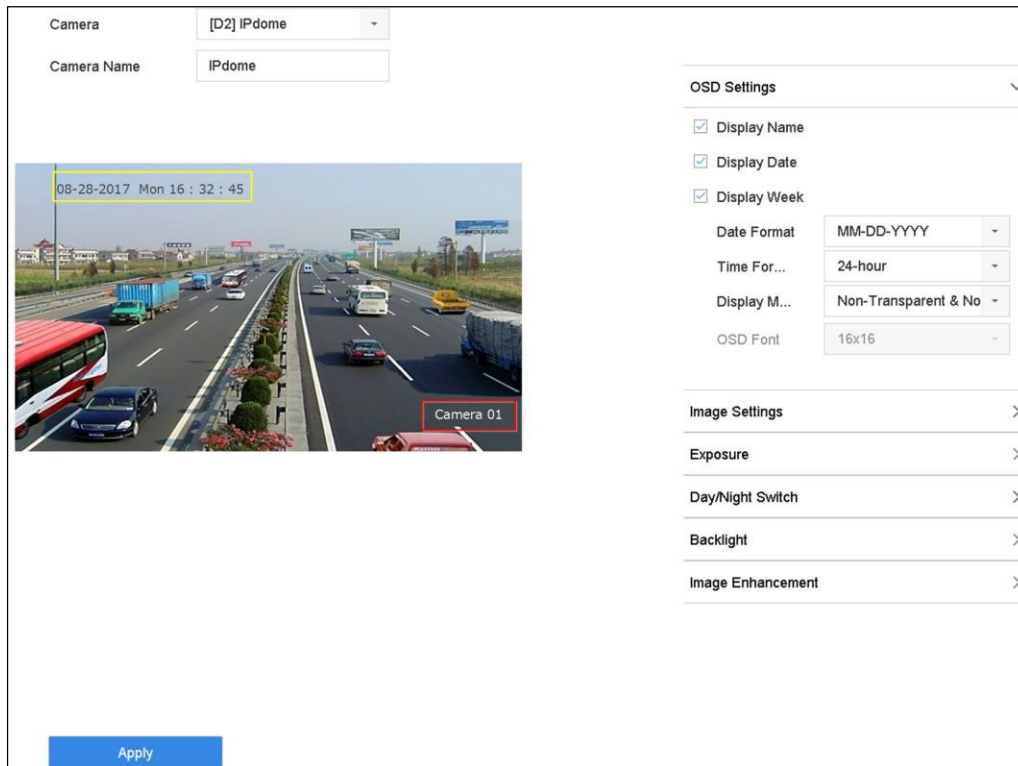 Camera [D2] IPdome
Camera Name IPdome
OSD Settings
Display Name
Display Date
Display Week
Date Format MM-DD-YYYY
Time For... 24-hour
Display M... Non-Transparent & No
OSD Font 16x16
08-28-2017 Mon 16 : 32 : 45
Camera 01
Image Settings
Exposure
Day/Night Switch
Backlight
Image Enhancement
Apply